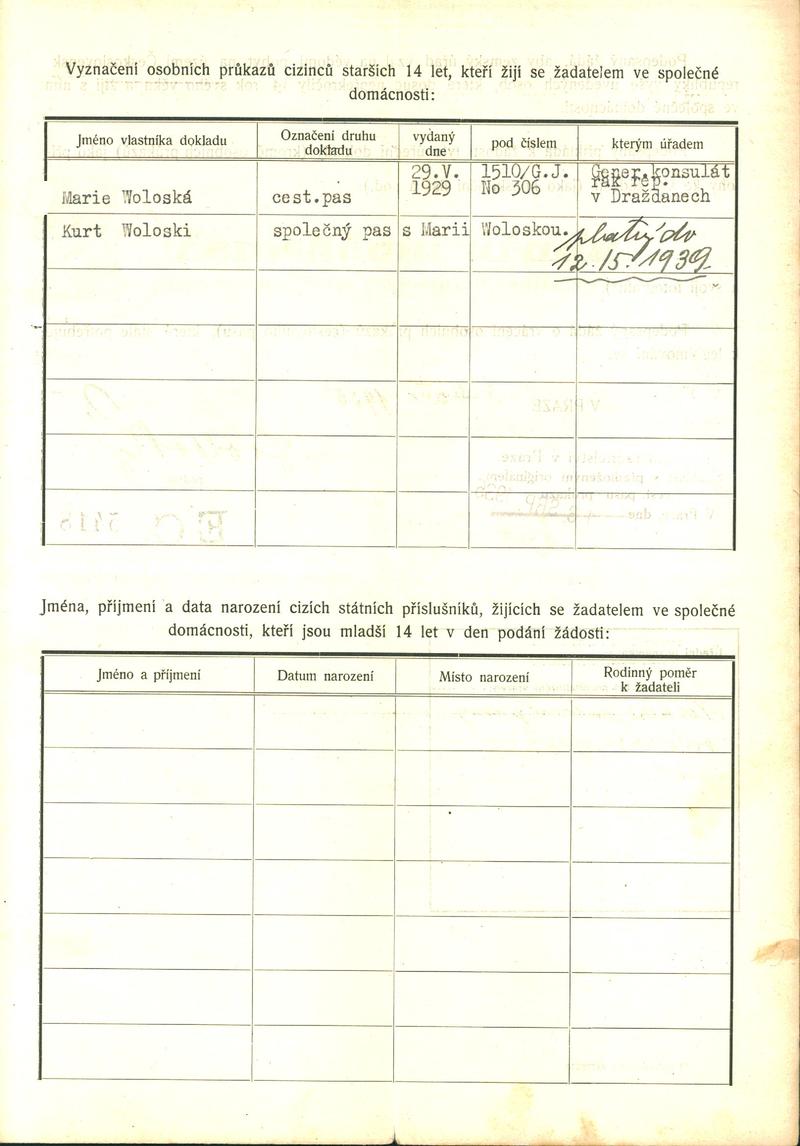 Vyznačení osobních průkazů cizinců starších 14 let, kteří žijí se žadatelem ve společné
domácnosti:
Jméno vlastníka dokladu
Označení druhu
dokladu
vydaný
dne
pod číslem
kterým úřadem
Marie Woloská
cest.pas
29.V.
1929
1510/G.J.
No 306
Gener.konsulát
rak rep.
v Draždanech
Kurt Woloski
společný pas s Marii Woloskou.
platný do
12./5. 1939
Jména, příjmení a data narození cizích státních příslušníků, žijících se žadatelem ve společné
domácnosti, kteří jsou mladší 14 let v den podání žádosti:
Jméno a příjmení
Datum narození
Místo narození
Rodinný poměr
k žadateli